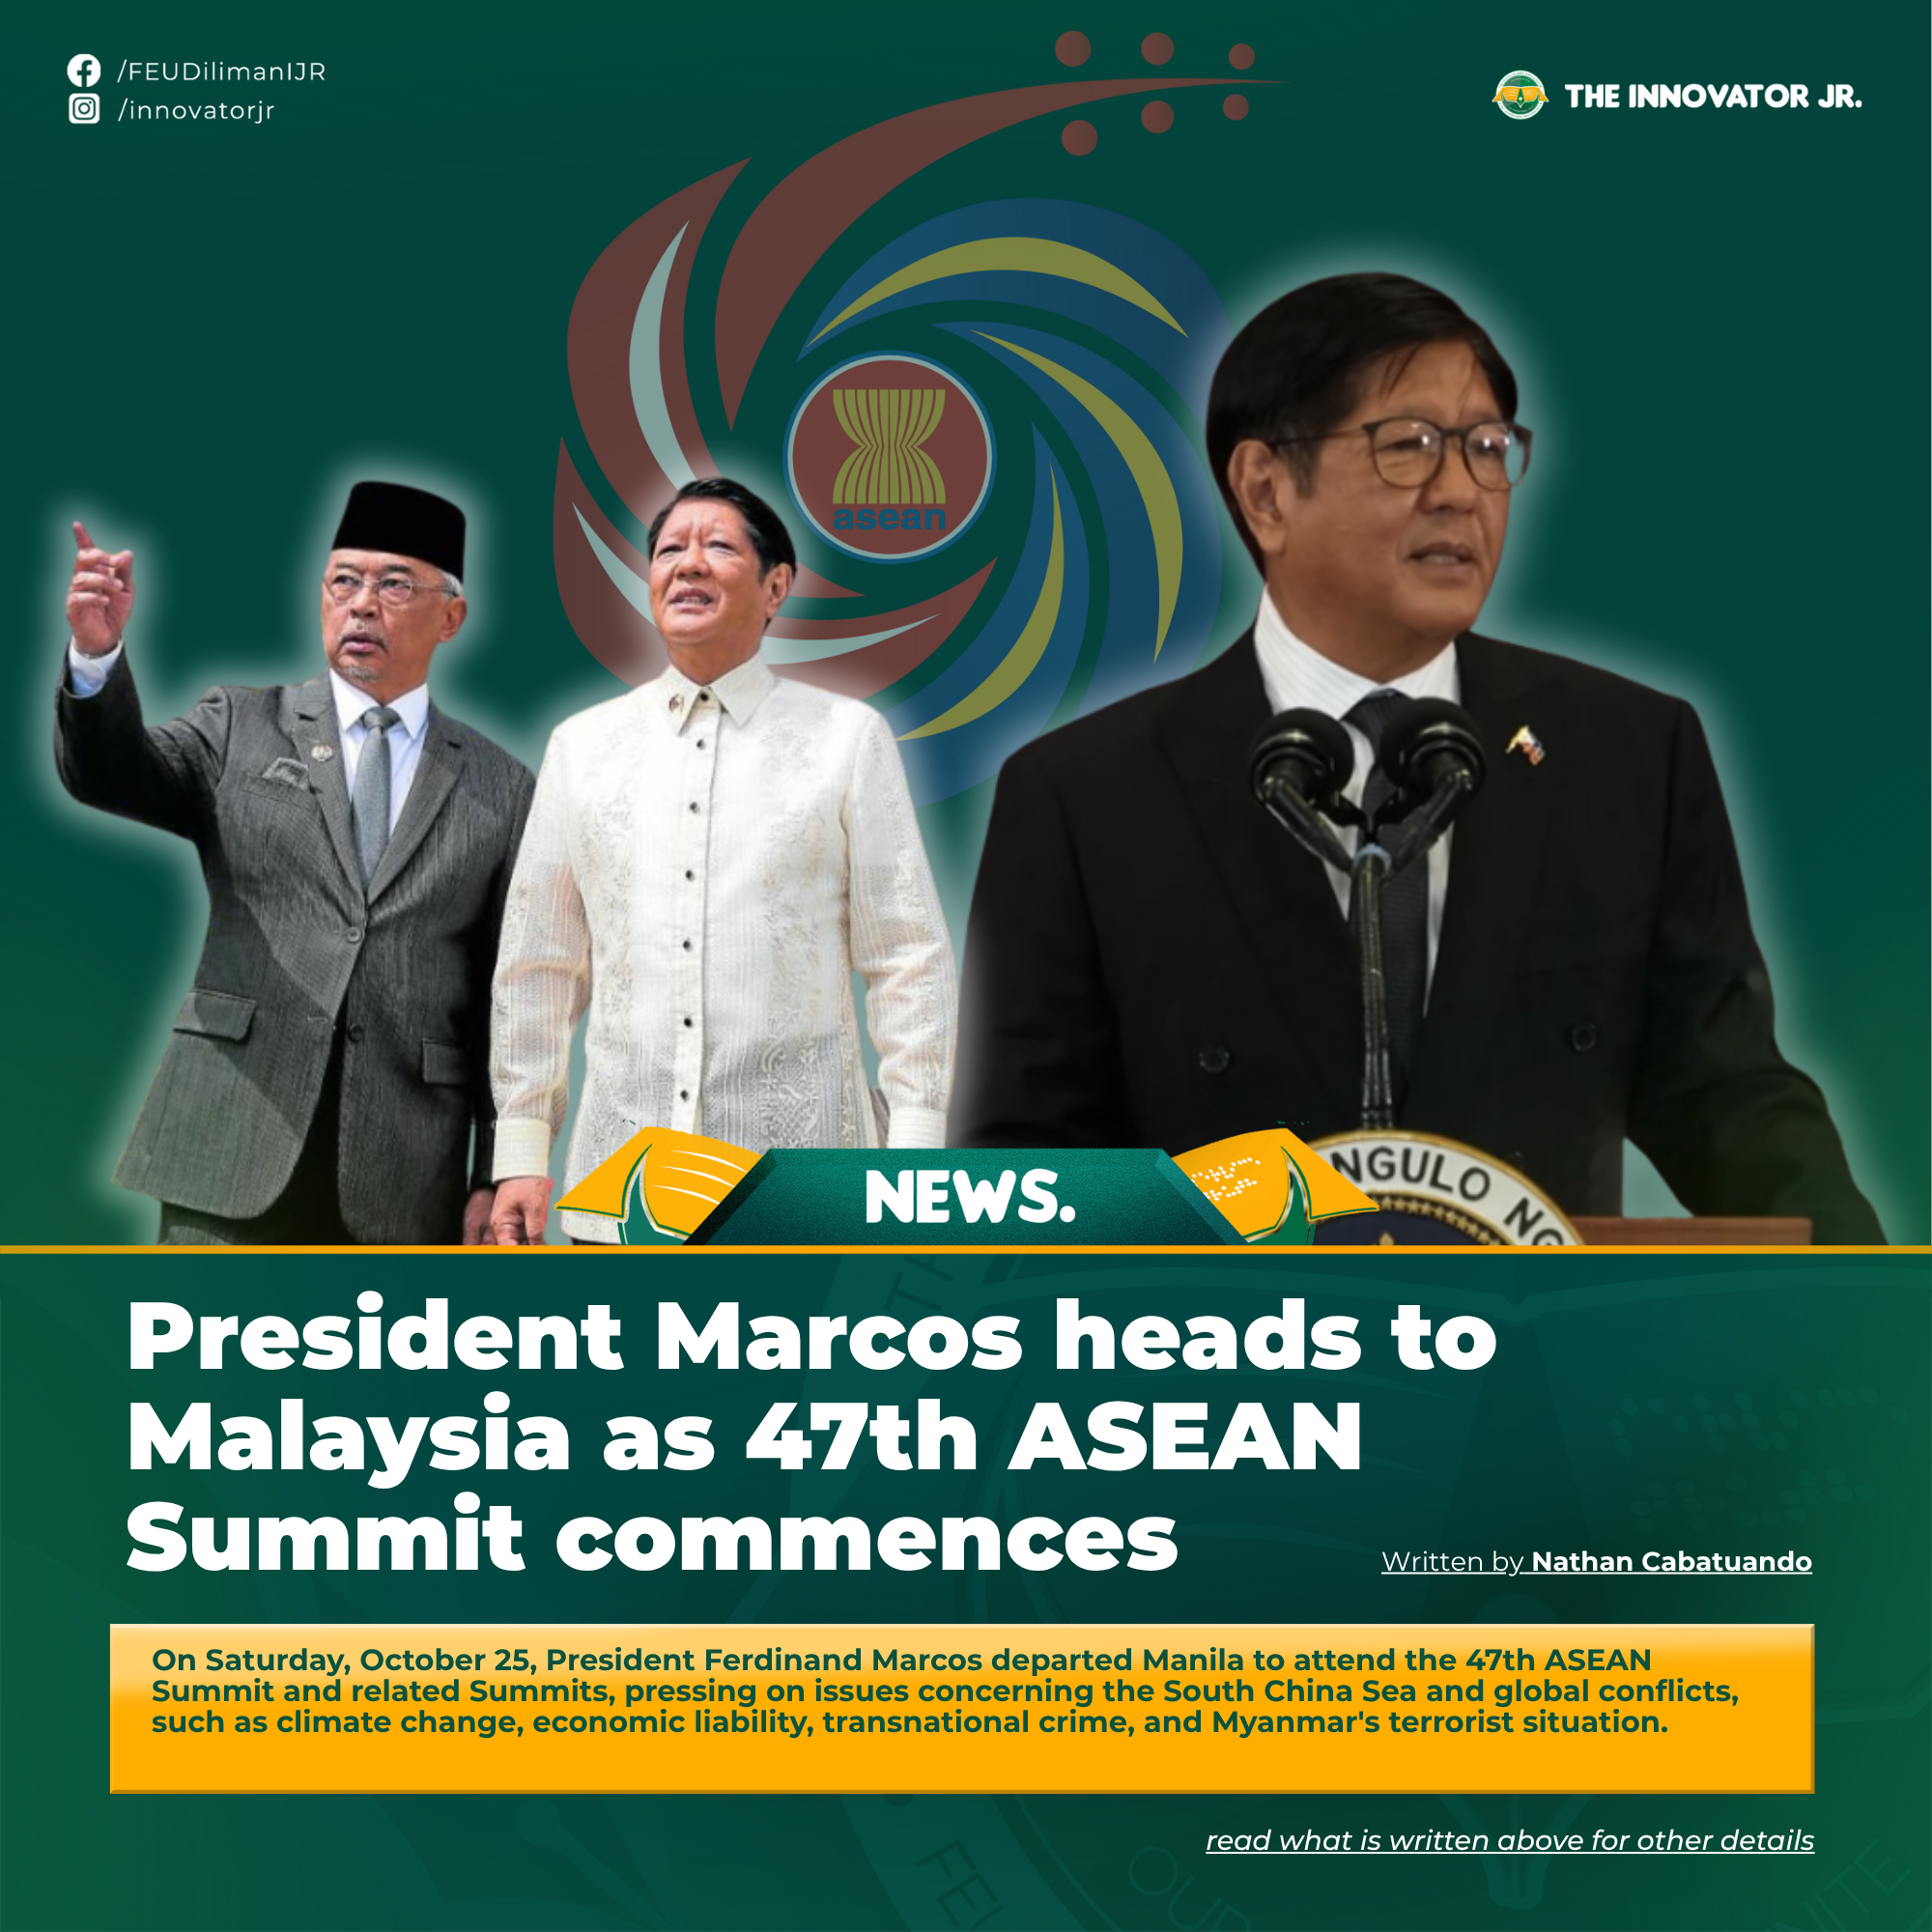 /FEUDilimanIJR
/innovatorjr
THE INNOVATOR JR.
asean
NGULO NG
NEWS.
President Marcos heads to
Malaysia as 47th ASEAN
Summit commences
Written by Nathan Cabatuando
On Saturday, October 25, President Ferdinand Marcos departed Manila to attend the 47th ASEAN
Summit and related Summits, pressing on issues concerning the South China Sea and global conflicts,
such as climate change, economic liability, transnational crime, and Myanmar's terrorist situation.
read what is written above for other details